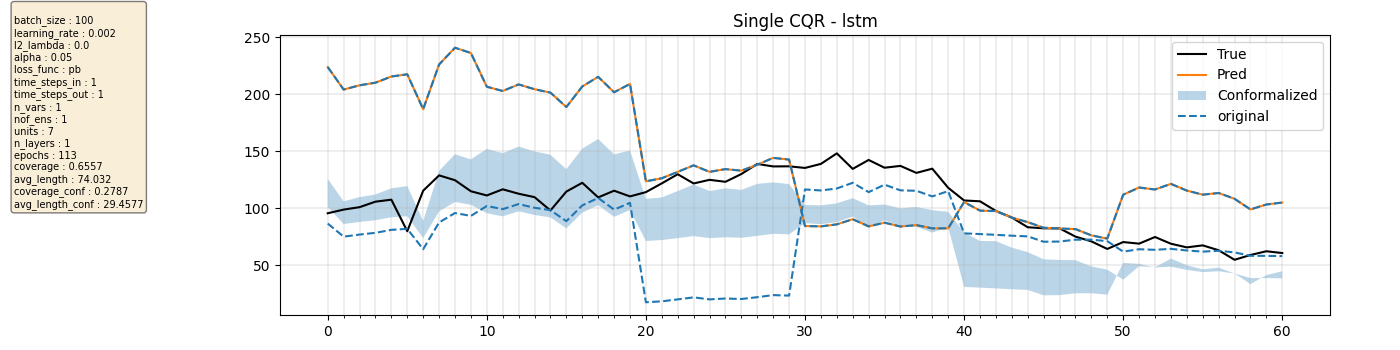 batch_size : 100
learning_rate : 0.002
l2_lambda : 0.0
alpha : 0.05
loss_func : pb
time_steps_in : 1
time_steps_out : 1
n_vars : 1
nof_ens : 1
units : 7
n_layers : 1
epochs : 113
coverage : 0.6557
avg_length : 74.032
coverage_conf : 0.2787
avg_length_conf : 29.4577
Single CQR - lstm
250
200
150
100
50
True
Pred
Conformalized
original
0 10 20 30 40 50 60